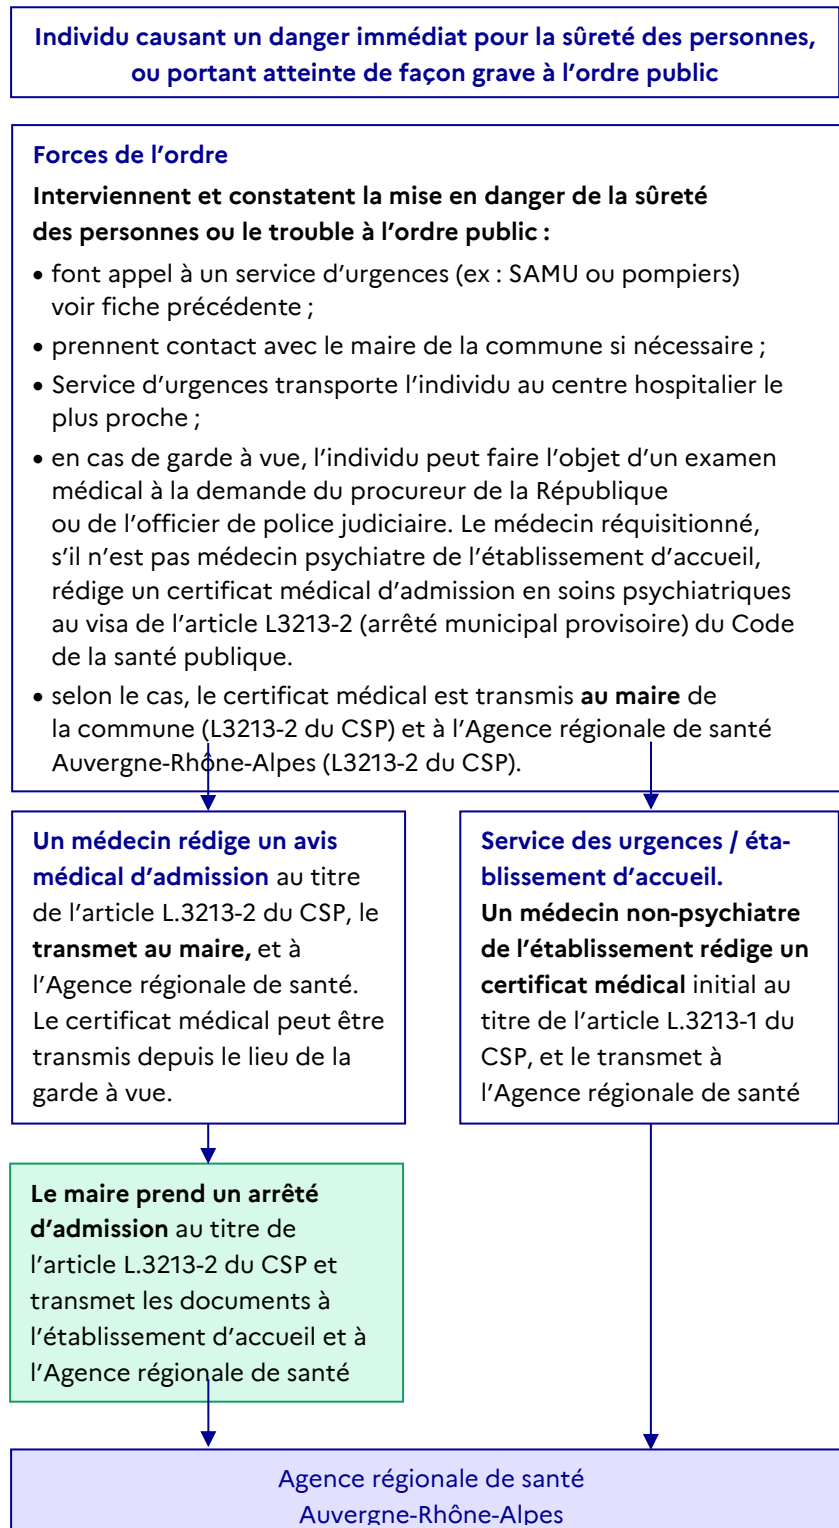 Individu causant un danger immédiat pour la sûreté des personnes,
ou portant atteinte de façon grave à l’ordre public
Forces de l’ordre
Interviennent et constatent la mise en danger de la sûreté
des personnes ou le trouble à l’ordre public :
• font appel à un service d’urgences (ex : SAMU ou pompiers)
voir fiche précédente ;
• prennent contact avec le maire de la commune si nécessaire ;
• Service d’urgences transporte l’individu au centre hospitalier le
plus proche ;
• en cas de garde à vue, l’individu peut faire l’objet d’un examen
médical à la demande du procureur de la République
ou de l’officier de police judiciaire. Le médecin réquisitionné,
s’il n’est pas médecin psychiatre de l’établissement d’accueil,
rédige un certificat médical d’admission en soins psychiatriques
au visa de l’article L3213-2 (arrêté municipal provisoire) du Code
de la santé publique.
• selon le cas, le certificat médical est transmis au maire de
la commune (L3213-2 du CSP) et à l’Agence régionale de santé
Auvergne-Rhône-Alpes (L3213-2 du CSP).
Un médecin rédige un avis
médical d’admission au titre
de l’article L.3213-2 du CSP, le
transmet au maire, et à
l’Agence régionale de santé.
Le certificat médical peut être
transmis depuis le lieu de la
garde à vue.
Service des urgences / éta-
blissement d’accueil.
Un médecin non-psychiatre
de l’établissement rédige un
certificat médical initial au
titre de l’article L.3213-1 du
CSP, et le transmet à
l’Agence régionale de santé
Le maire prend un arrêté
d’admission au titre de
l’article L.3213-2 du CSP et
transmet les documents à
l’établissement d’accueil et à
l’Agence régionale de santé
Agence régionale de santé
Auvergne-Rhône-Alpes